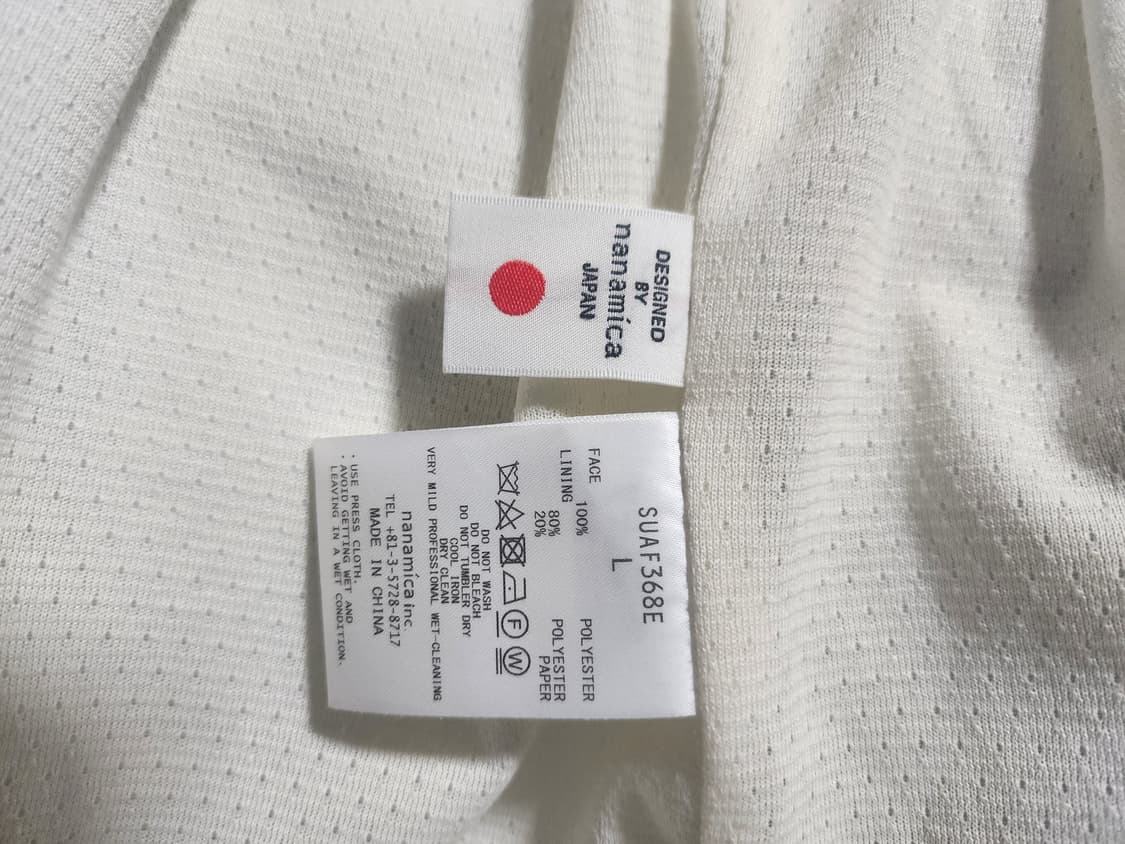 DESIGNED
BY
nanamica
JAPAN
SUAF368E
L
FACE 100% POLYESTER
LINING 80% POLYESTER
20% PAPER
F W
DO NOT WASH
DO NOT BLEACH
DO NOT TUMBLER DRY
COOL IRON
DRY CLEAN
VERY MILD PROFESSIONAL WET-CLEANING
nanamica inc.
TEL +81-3-5728-8717
MADE IN CHINA
・USE PRESS CLOTH.
・AVOID GETTING WET AND
LEAVING IN A WET CONDITION.